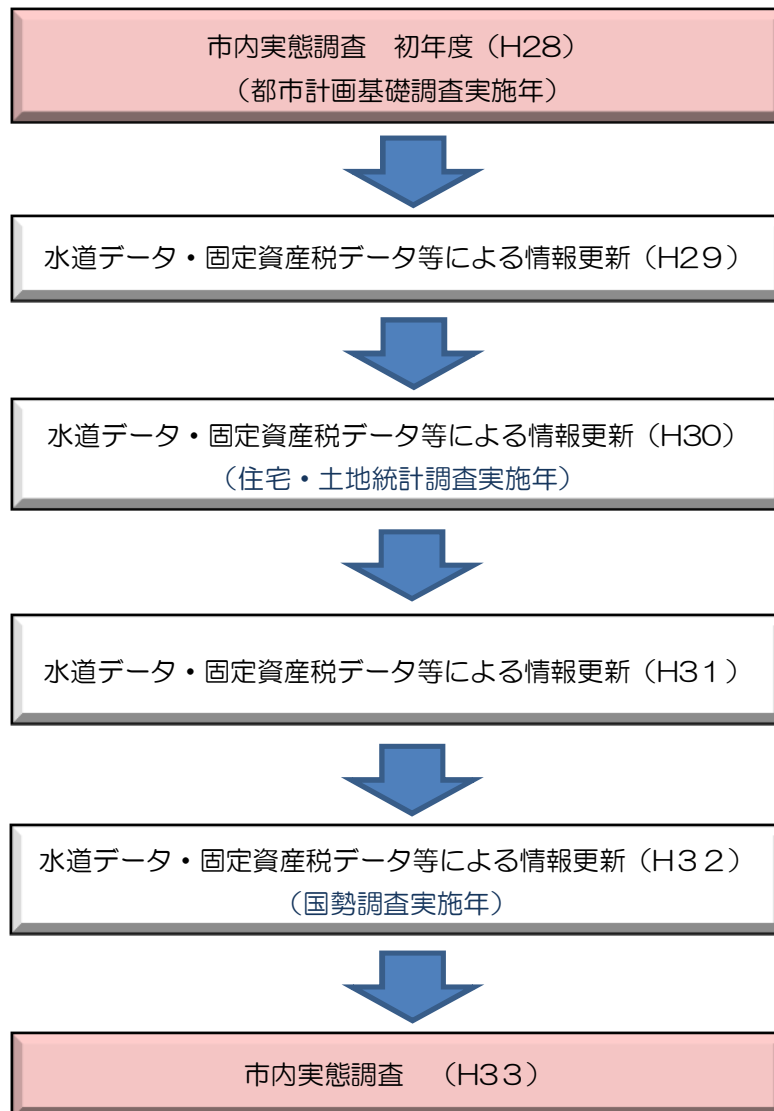 市内実態調査　初年度（H28）
（都市計画基礎調査実施年）
水道データ・固定資産税データ等による情報更新（H29）
水道データ・固定資産税データ等による情報更新（H30）
（住宅・土地統計調査実施年）
水道データ・固定資産税データ等による情報更新（H31）
水道データ・固定資産税データ等による情報更新（H３２）
（国勢調査実施年）
市内実態調査　（H３３）